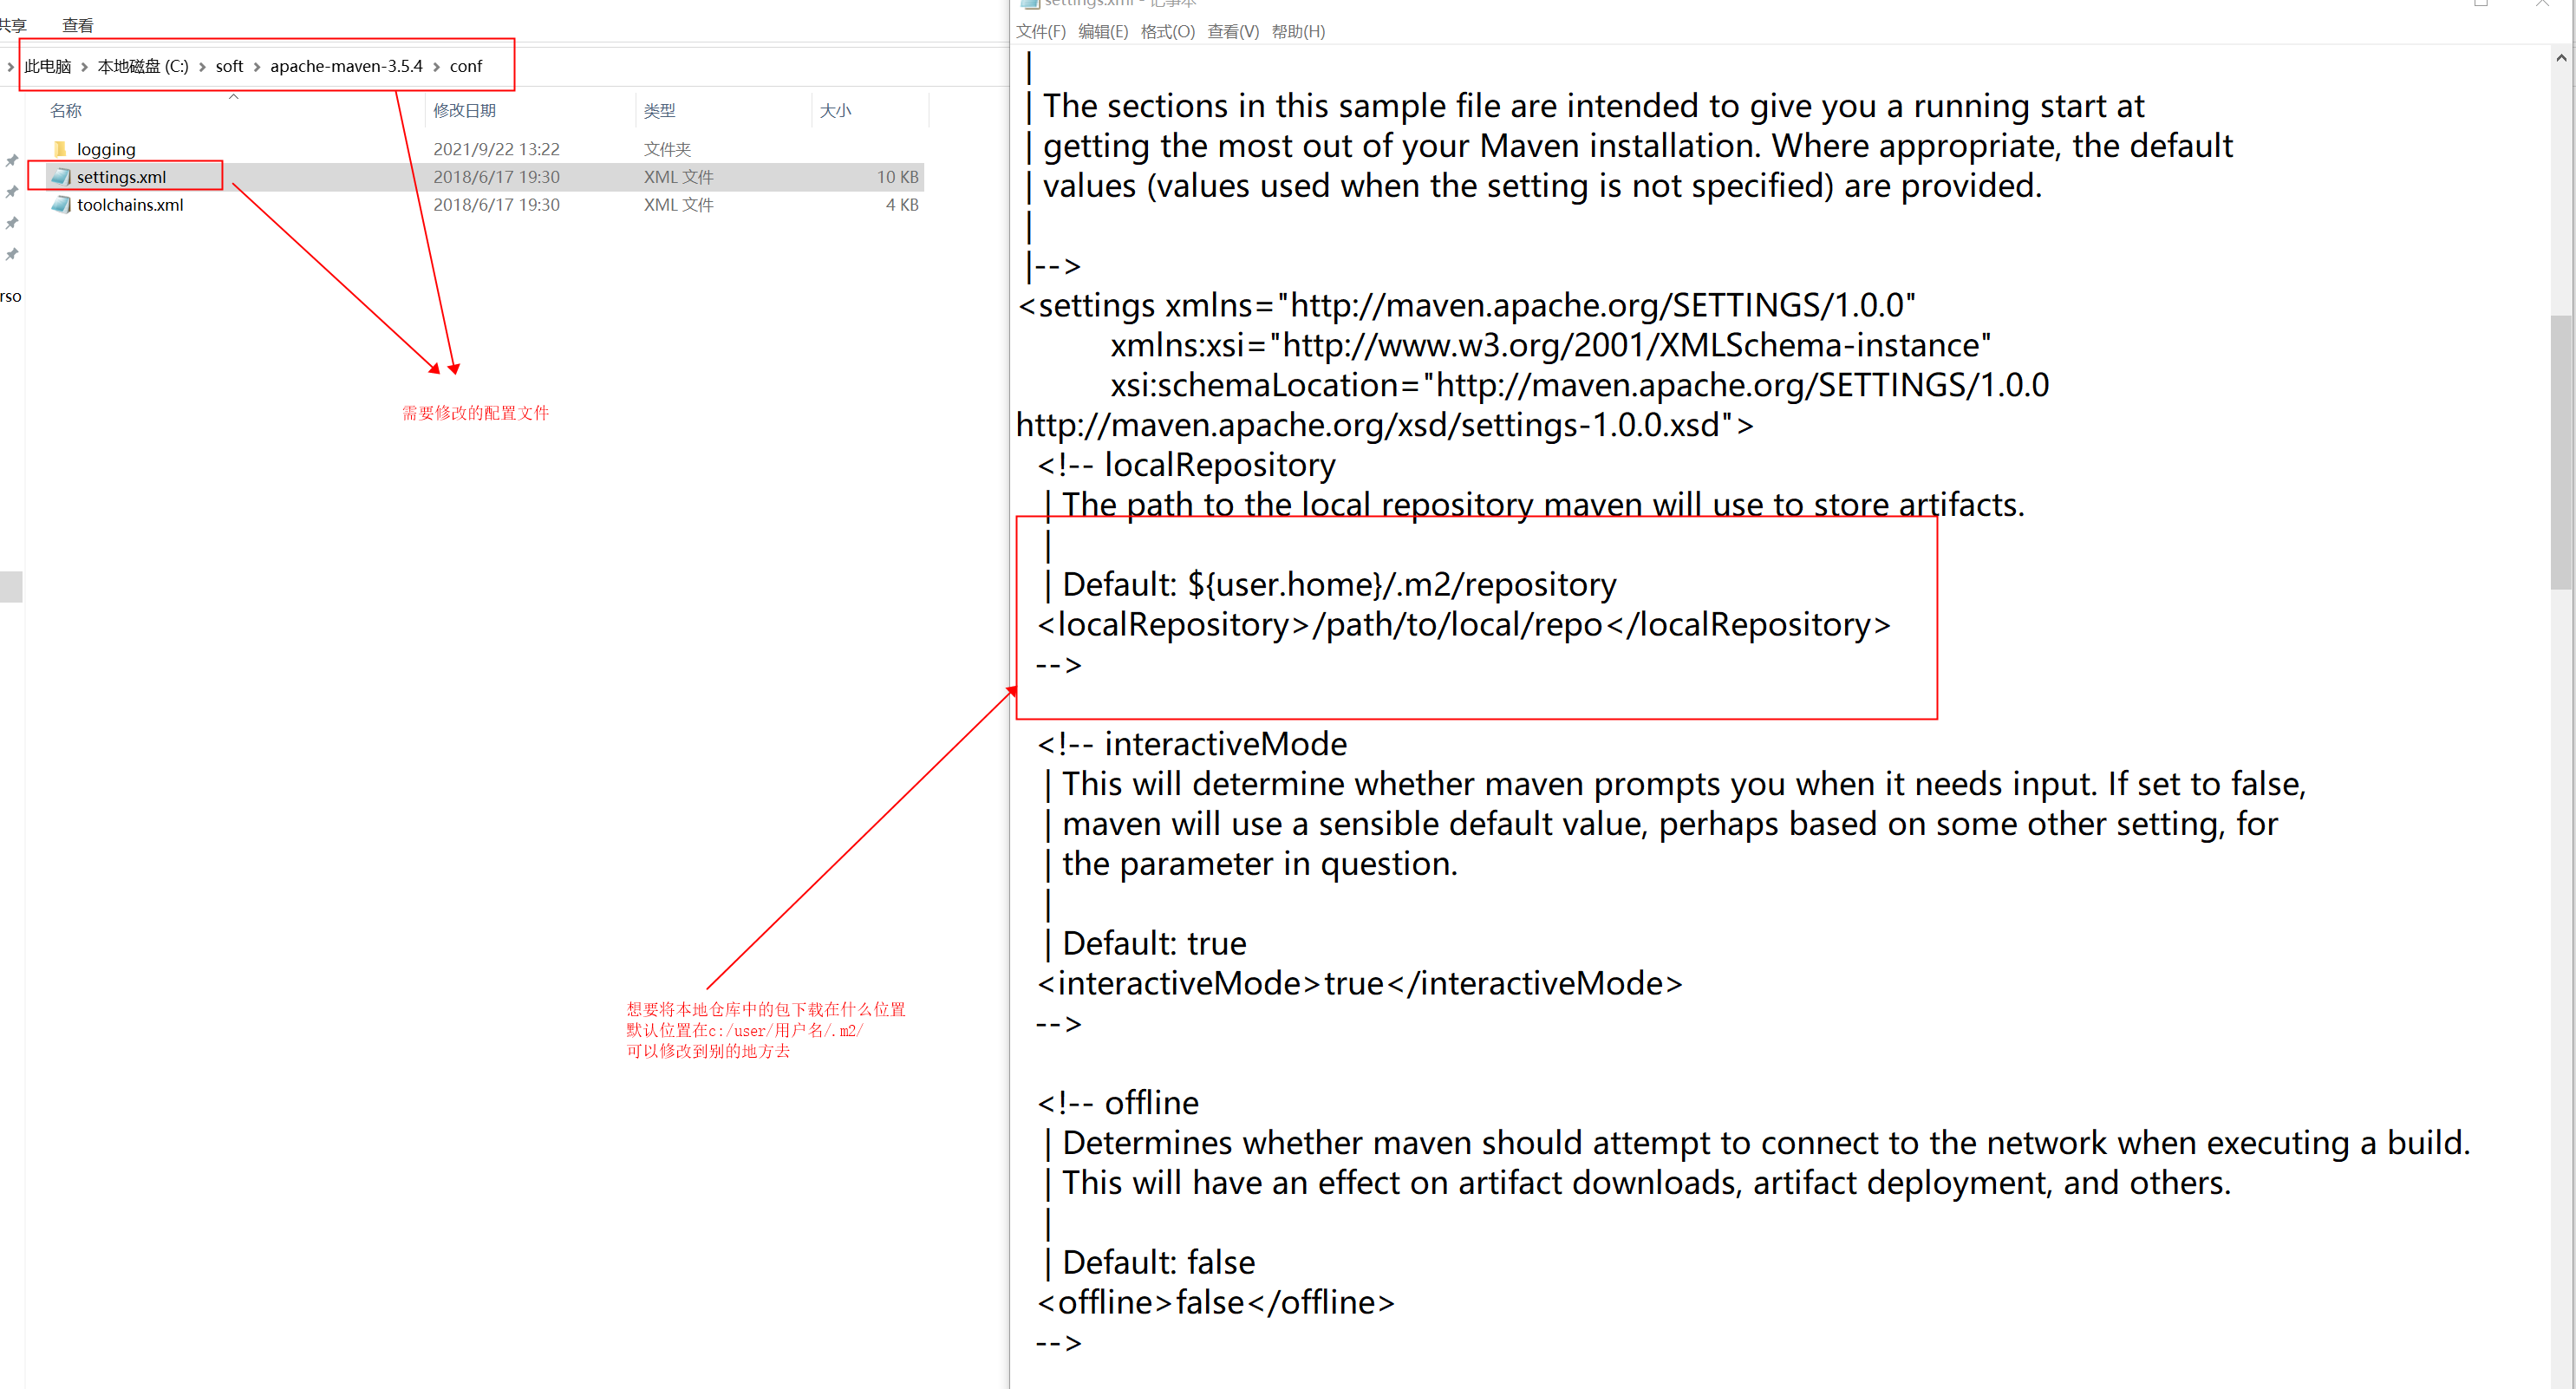 共享 查看
此电脑 本地磁盘 (C:) soft apache-maven-3.5.4 conf
名称 修改日期 类型 大小
logging 2021/9/22 13:22 文件夹
settings.xml 2018/6/17 19:30 XML 文件 10 KB
toolchains.xml 2018/6/17 19:30 XML 文件 4 KB
rso
需要修改的配置文件
想要将本地仓库中的包下载在什么位置
默认位置在c:/user/用户名/.m2/
可以修改到别的地方去
settings.xml - 记事本
文件(F) 编辑(E) 格式(O) 查看(V) 帮助(H)
|
| The sections in this sample file are intended to give you a running start at
| getting the most out of your Maven installation. Where appropriate, the default
| values (values used when the setting is not specified) are provided.
|
|-->
<settings xmlns="http://maven.apache.org/SETTINGS/1.0.0"
xmlns:xsi="http://www.w3.org/2001/XMLSchema-instance"
xsi:schemaLocation="http://maven.apache.org/SETTINGS/1.0.0
http://maven.apache.org/xsd/settings-1.0.0.xsd">
<!-- localRepository
| The path to the local repository maven will use to store artifacts.
|
| Default: ${user.home}/.m2/repository
<localRepository>/path/to/local/repo</localRepository>
-->
<!-- interactiveMode
| This will determine whether maven prompts you when it needs input. If set to false,
| maven will use a sensible default value, perhaps based on some other setting, for
| the parameter in question.
|
| Default: true
<interactiveMode>true</interactiveMode>
-->
<!-- offline
| Determines whether maven should attempt to connect to the network when executing a build.
| This will have an effect on artifact downloads, artifact deployment, and others.
|
| Default: false
<offline>false</offline>
-->